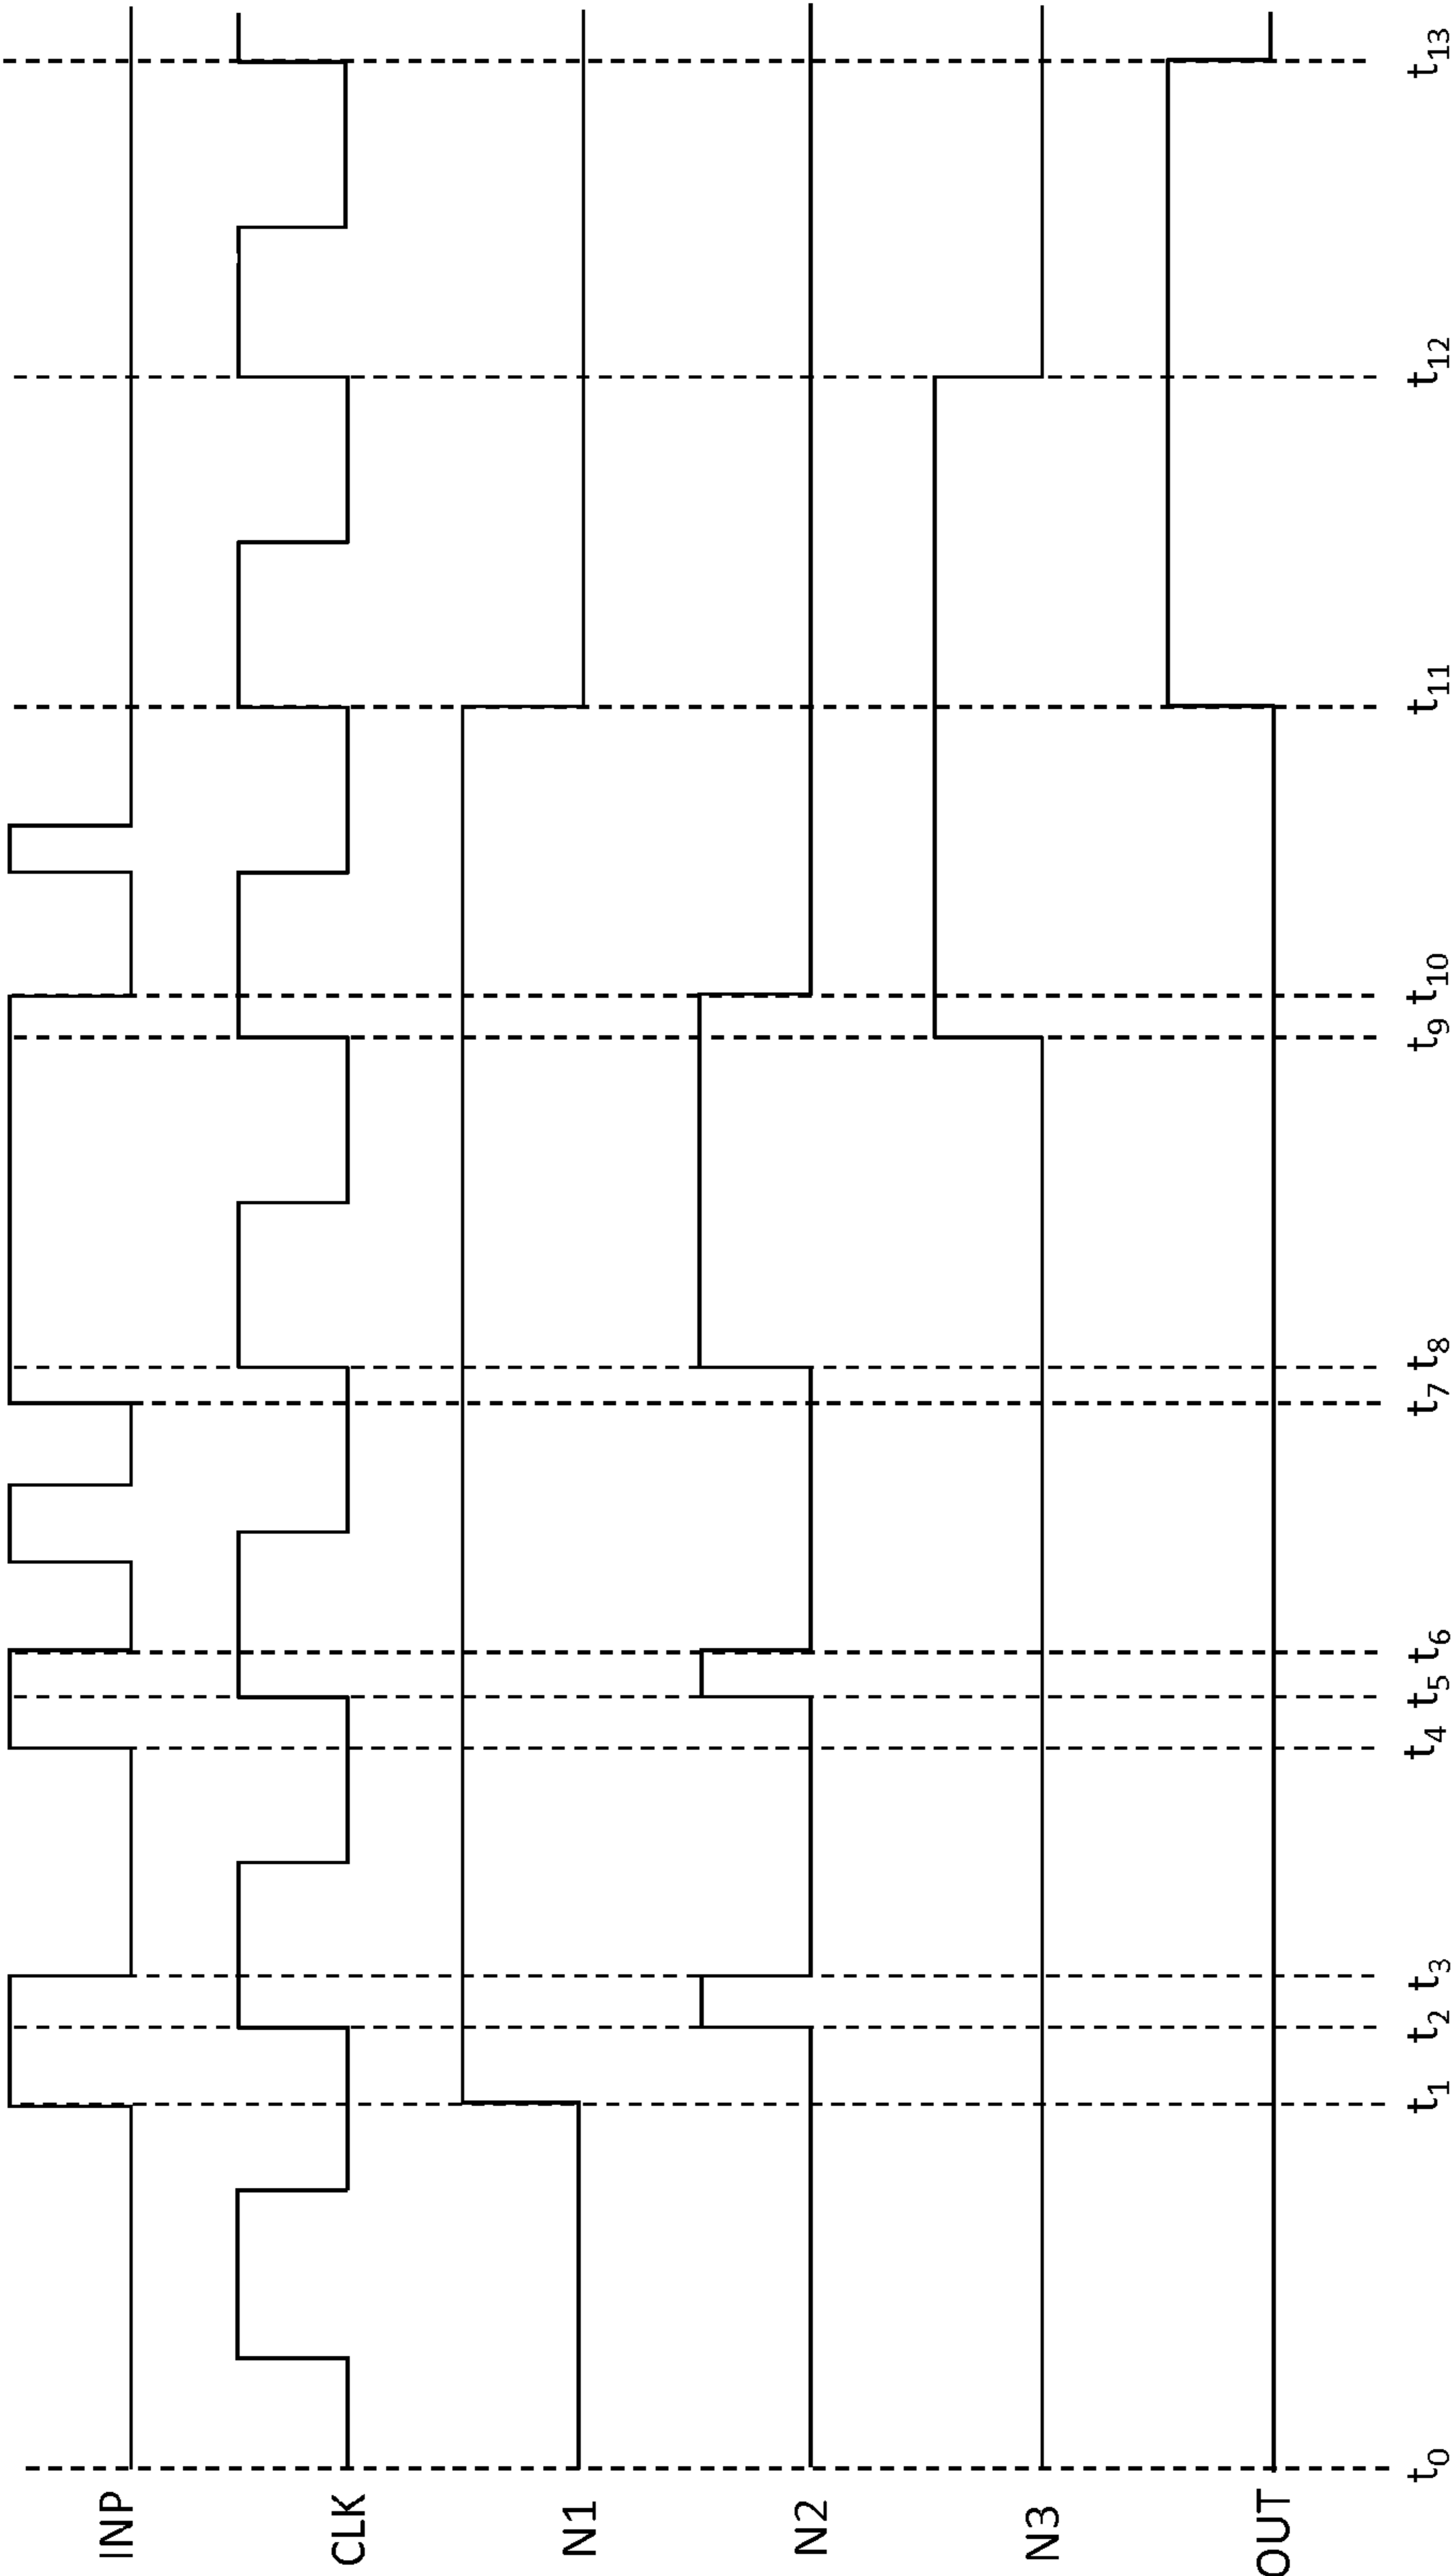 INP
CLK
N1
N2
N3
OUT
t0 t1 t2 t3 t4 t5 t6 t7 t8 t9 t10 t11 t12 t13